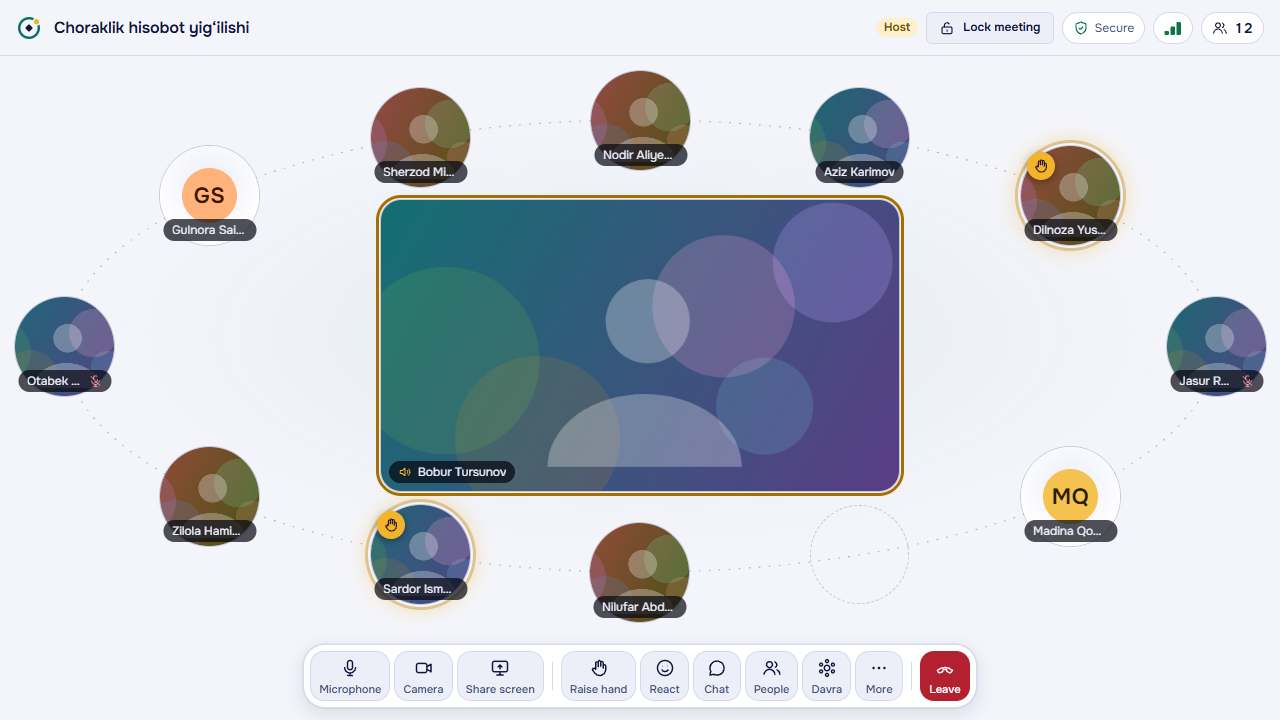 Choraklik hisobot yig‘ilishi
Host
Lock meeting
Secure
12
Sherzod Mi...
Nodir Aliye...
Aziz Karimov
GS
Gulnora Sai...
Dilnoza Yus...
Otabek ...
Jasur R...
Bobur Tursunov
Zilola Hami...
MQ
Madina Qo...
Sardor Ism...
Nilufar Abd...
Microphone
Camera
Share screen
Raise hand
React
Chat
People
Davra
More
Leave